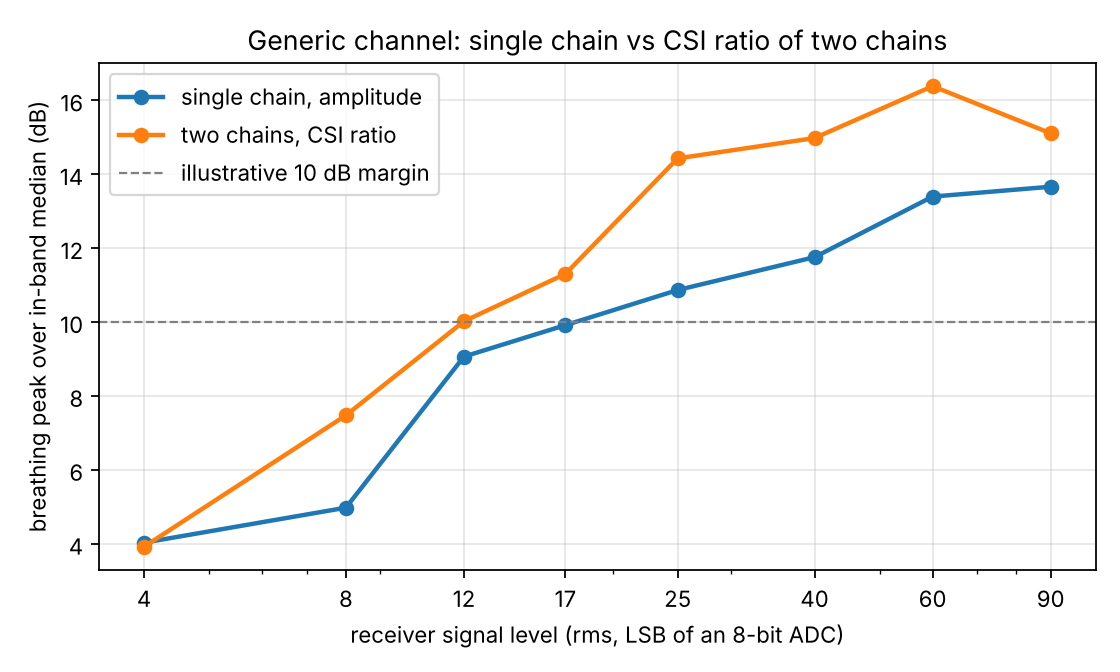 Generic channel: single chain vs CSI ratio of two chains
single chain, amplitude
two chains, CSI ratio
illustrative 10 dB margin
breathing peak over in-band median (dB)
16
14
12
10
8
6
4
4 8 12 17 25 40 60 90
receiver signal level (rms, LSB of an 8-bit ADC)